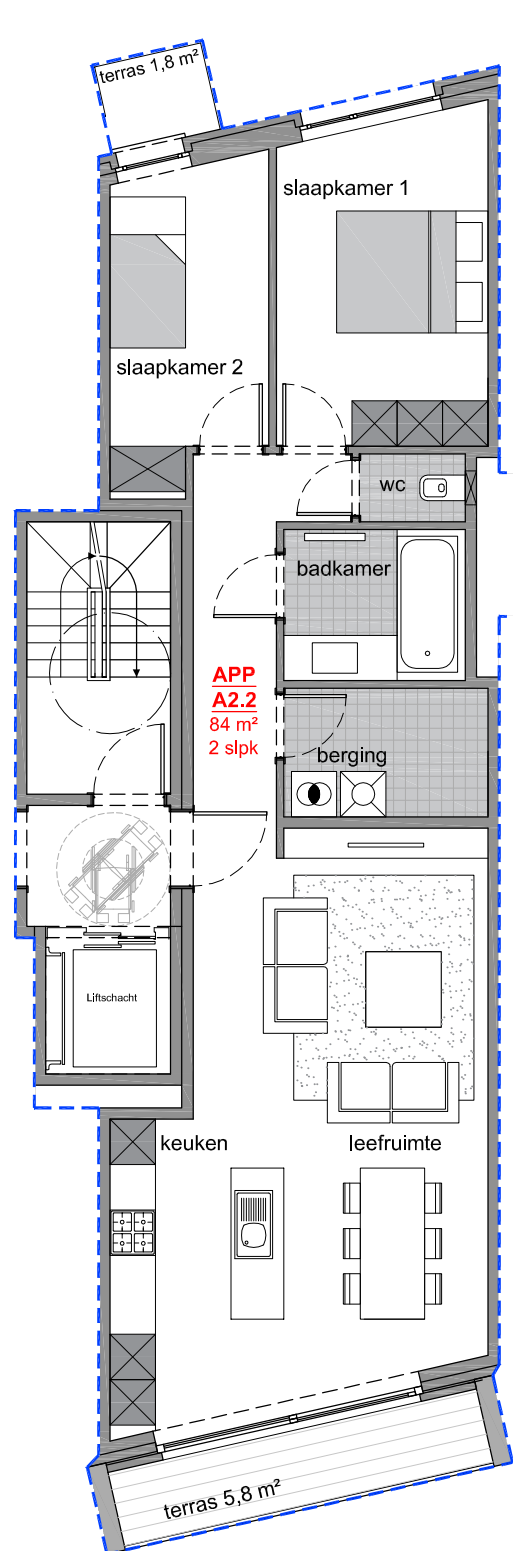 terras 1,8 m²
slaapkamer 1
slaapkamer 2
wc
badkamer
APP
A2.2
84 m²
2 slpk
berging
Liftschacht
keuken
leefruimte
terras 5,8 m²